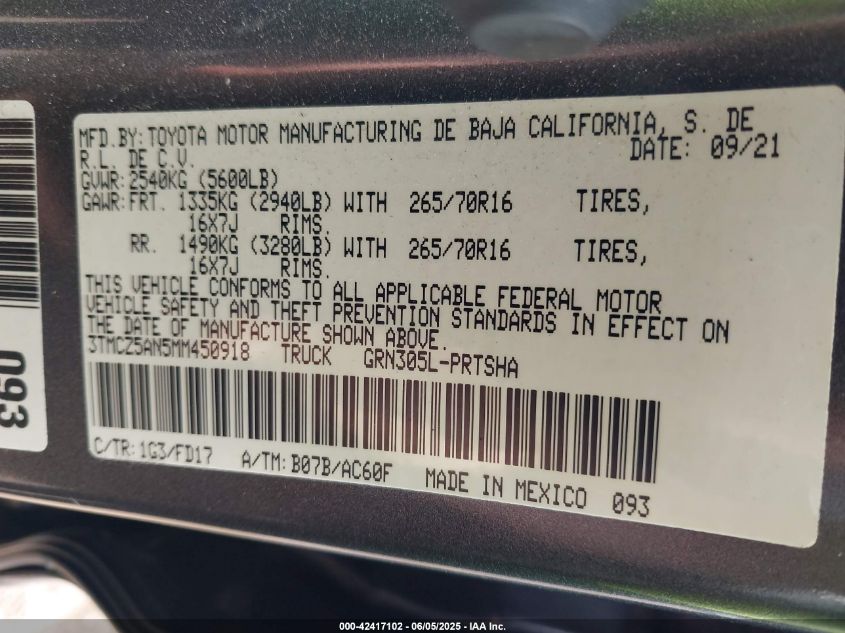 MFD.BY:TOYOTA MOTOR MANUFACTURING DE BAJA CALIFORNIA, S. DE
R.L. DE C.V. DATE: 09/21
GVWR:2540KG (5600LB)
GAWR:FRT. 1335KG (2940LB) WITH 265/70R16 TIRES,
16X7J RIMS.
RR. 1490KG (3280LB) WITH 265/70R16 TIRES,
16X7J RIMS.
THIS VEHICLE CONFORMS TO ALL APPLICABLE FEDERAL MOTOR
VEHICLE SAFETY AND THEFT PREVENTION STANDARDS IN EFFECT ON
THE DATE OF MANUFACTURE SHOWN ABOVE.
3TMCZ5AN5MM450918 TRUCK GRN305L-PRTSHA
C/TR:1G3/FD17 A/TM:B07B/AC60F MADE IN MEXICO 093
093
000-42417102 - 06/05/2025 - IAA Inc.